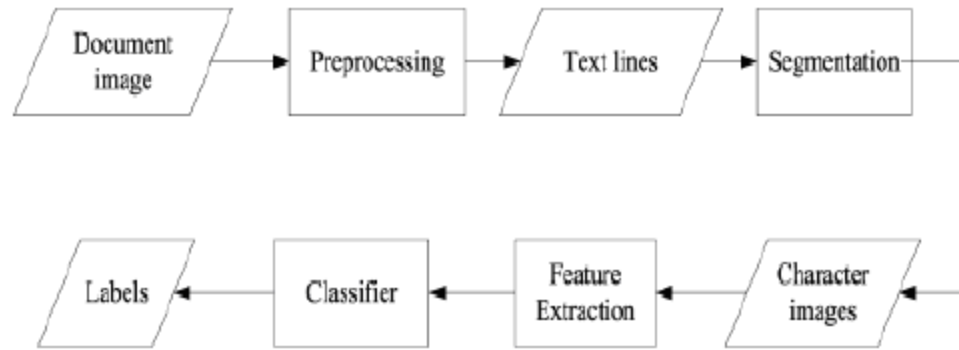 Document
image
Preprocessing
Text lines
Segmentation
Character
images
Feature
Extraction
Classifier
Labels